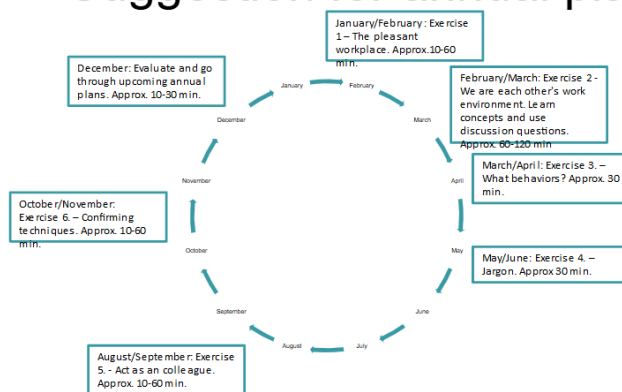 January/February: Exercise
1 – The pleasant
workplace. Approx.10-60
min.
December: Evaluate and go
through upcoming annual
plans. Approx. 10-30 min.
February/March: Exercise 2 -
We are each other's work
environment. Learn
concepts and use
discussion questions.
Approx. 60-120 min
March/April: Exercise 3. –
What behaviors? Approx. 30
min.
May/June: Exercise 4. –
Jargon. Approx 30 min.
August/September: Exercise
5. - Act as an colleague.
Approx. 10-60 min.
October/November:
Exercise 6. – Confirming
techniques. Approx. 10-60
min.
January
February
March
April
May
June
July
August
September
October
November
December